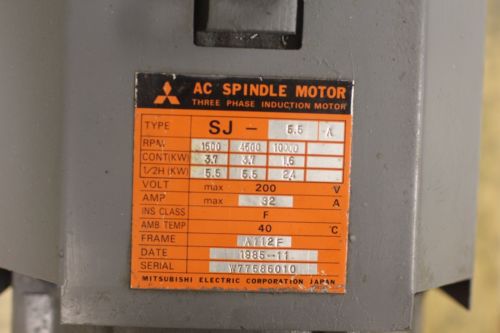 AC SPINDLE MOTOR
THREE PHASE INDUCTION MOTOR
TYPE SJ - 5.5 A
RPM 1500 4500 10000
CONT(KW) 3.7 3.7 1.6
1/2H (KW) 5.5 5.5 2.4
VOLT max 200 V
AMP max 32 A
INS CLASS F
AMB TEMP 40 °C
FRAME A112F
DATE 1985-11
SERIAL W77586010
MITSUBISHI ELECTRIC CORPORATION JAPAN